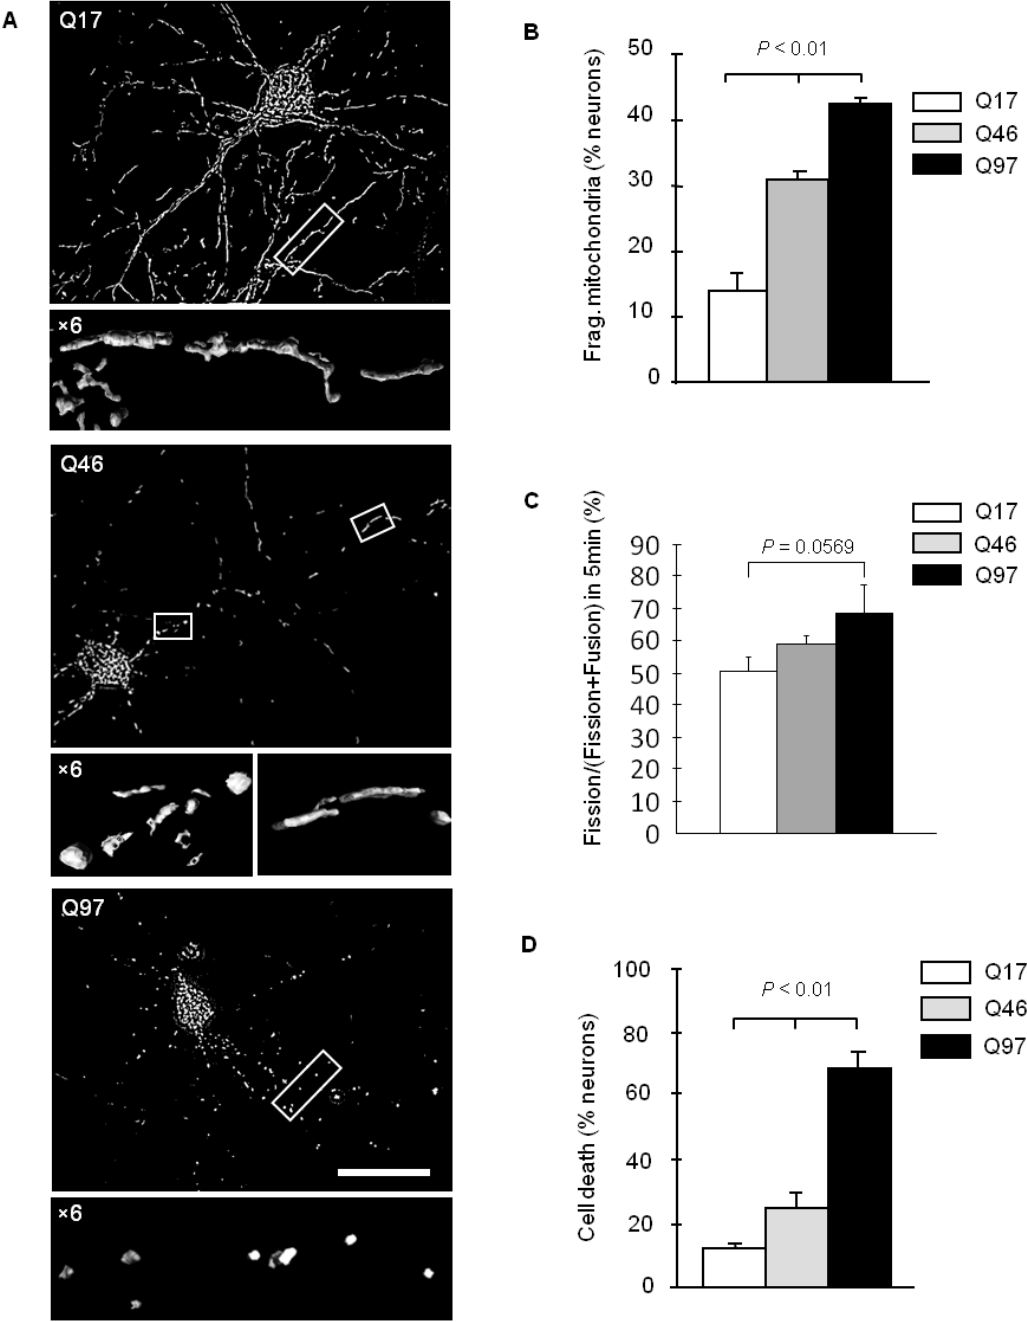 A
Q17
×6
Q46
×6
Q97
×6
B
Frag. mitochondria (% neurons)
50
40
30
20
10
0
P < 0.01
Q17
Q46
Q97
C
Fission/(Fission+Fusion) in 5min (%)
90
80
70
60
50
40
30
20
10
0
P = 0.0569
Q17
Q46
Q97
D
Cell death (% neurons)
100
80
60
40
20
0
P < 0.01
Q17
Q46
Q97